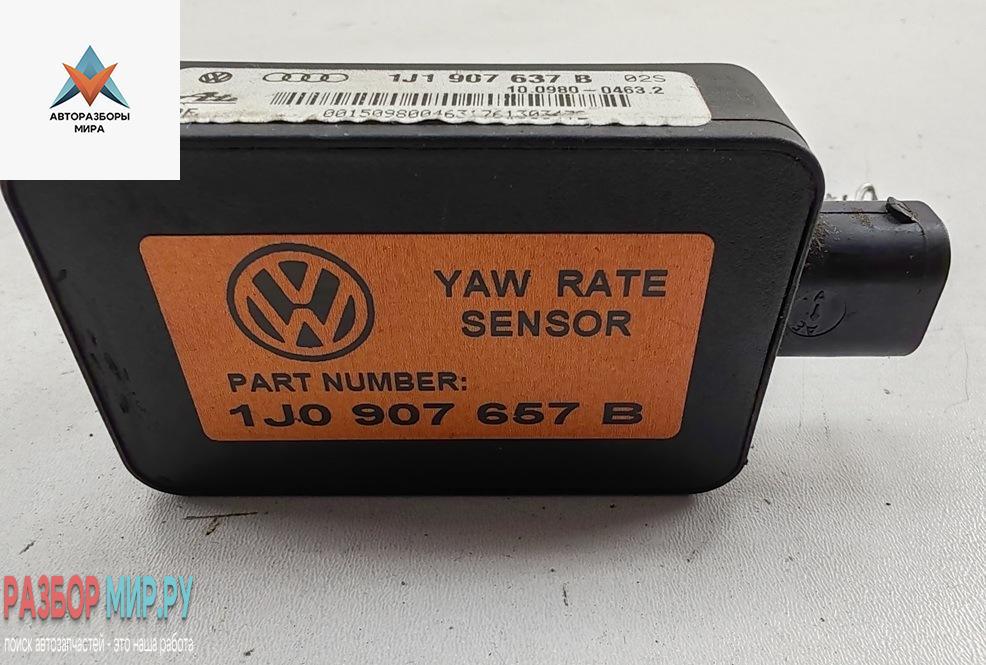 АВТОРАЗБОРЫ
МИРА
1J1 907 637 B 02S
10.0980-0463.2
YAW RATE
SENSOR
PART NUMBER:
1J0 907 657 B
РАЗБОР МИР.РУ
поиск автозапчастей - это наша работа